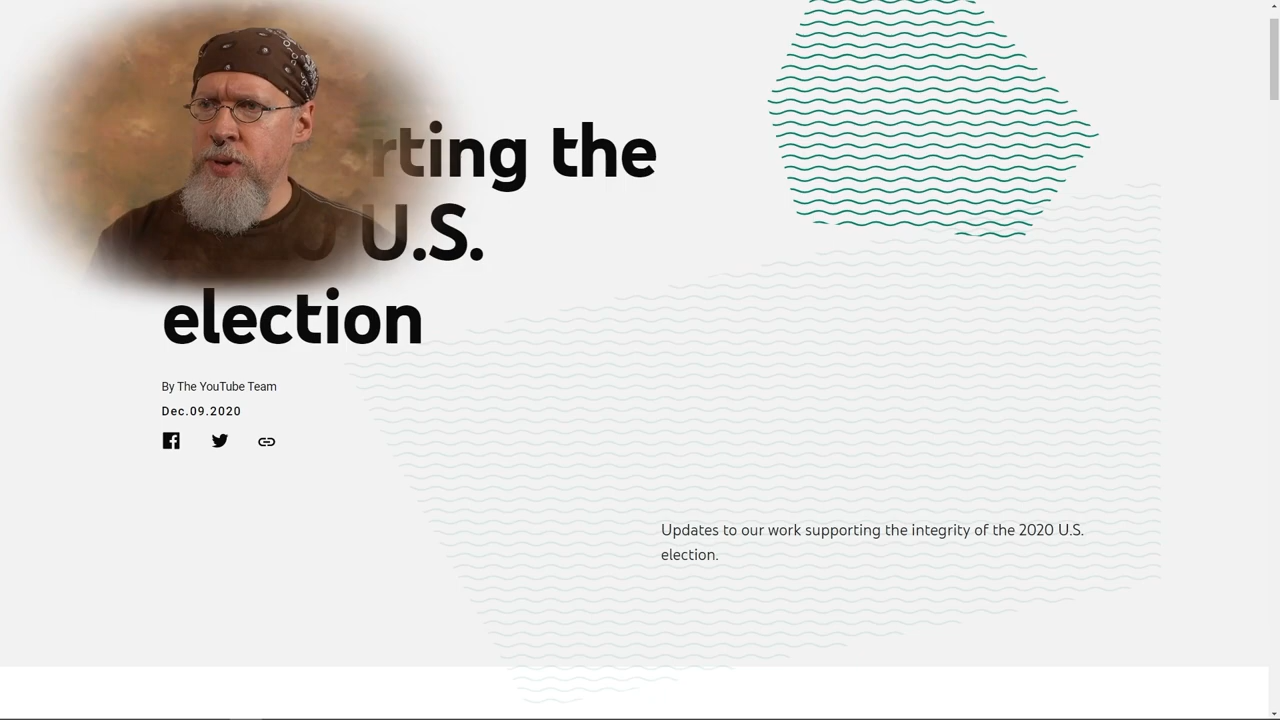 the
U.S.
election
By The YouTube Team
Dec.09.2020
Updates to our work supporting the integrity of the 2020 U.S.
election.